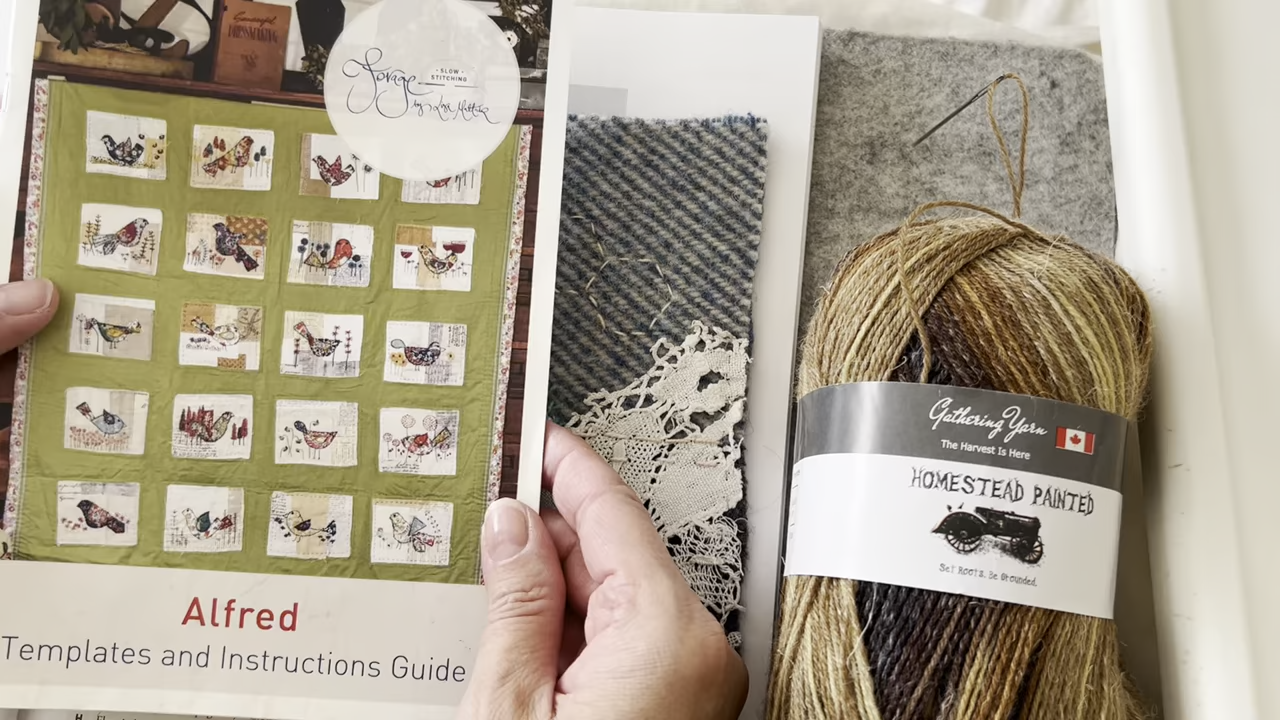 Forage
SLOW
STITCHING
Alfred
Templates and Instructions Guide
Gathering Yarn
The Harvest Is Here
HOMESTEAD PAINTED
Set Roots. Be Grounded.